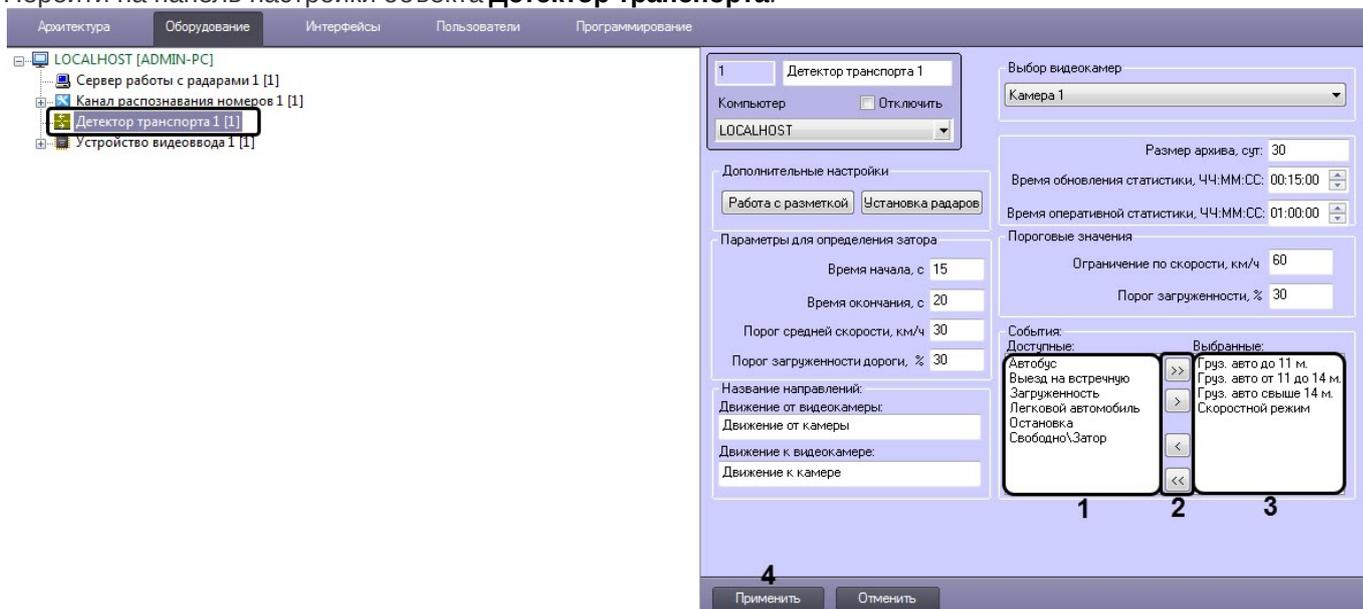 Перейти на панель настройки объекта Детектор транспорта.
Архитектура Оборудование Интерфейсы Пользователи Программирование
LOCALHOST [ADMIN-PC]
Сервер работы с радарами 1 [1]
Канал распознавания номеров 1 [1]
Детектор транспорта 1 [1]
Устройство видеоввода 1 [1]
1 Детектор транспорта 1
Компьютер Отключить
LOCALHOST
Дополнительные настройки
Работа с разметкой Установка радаров
Параметры для определения затора
Время начала, с 15
Время окончания, с 20
Порог средней скорости, км/ч 30
Порог загруженности дороги, % 30
Название направлений:
Движение от видеокамеры:
Движение от камеры
Движение к видеокамере:
Движение к камере
Выбор видеокамер
Камера 1
Размер архива, сут: 30
Время обновления статистики, ЧЧ:ММ:СС: 00:15:00
Время оперативной статистики, ЧЧ:ММ:СС: 01:00:00
Пороговые значения
Ограничение по скорости, км/ч 60
Порог загруженности, % 30
События:
Доступные:
Автобус
Выезд на встречную
Загруженность
Легковой автомобиль
Остановка
Свободно\Затор
>>
>
<
<<
Выбранные:
Груз. авто до 11 м.
Груз. авто от 11 до 14 м.
Груз. авто свыше 14 м.
Скоростной режим
1 2 3
4
Применить Отменить